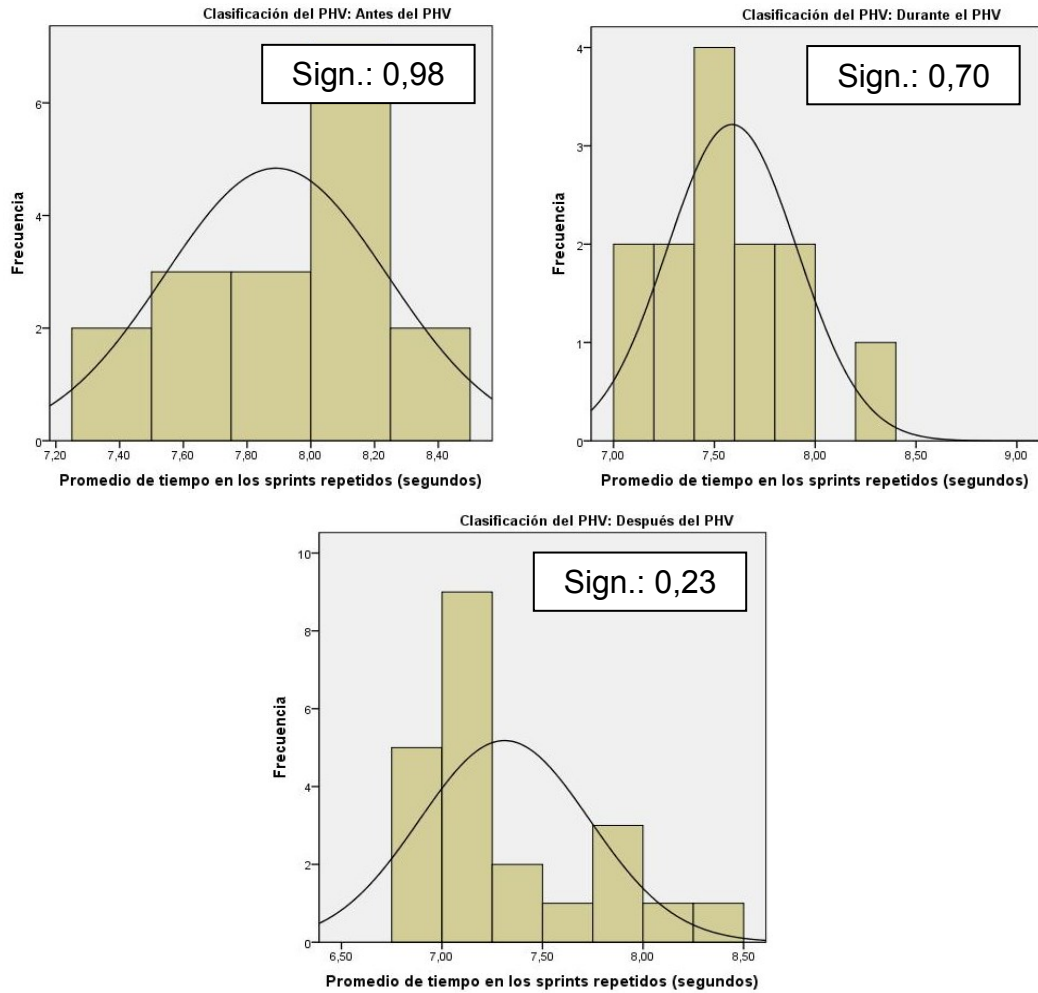 Clasificación del PHV: Antes del PHV
Sign.: 0,98
Frecuencia
6
4
2
0
7,20 7,40 7,60 7,80 8,00 8,20 8,40
Promedio de tiempo en los sprints repetidos (segundos)
Clasificación del PHV: Durante el PHV
Sign.: 0,70
Frecuencia
4
3
2
1
0
7,00 7,50 8,00 8,50 9,00
Promedio de tiempo en los sprints repetidos (segundos)
Clasificación del PHV: Después del PHV
Sign.: 0,23
Frecuencia
10
8
6
4
2
0
6,50 7,00 7,50 8,00 8,50
Promedio de tiempo en los sprints repetidos (segundos)